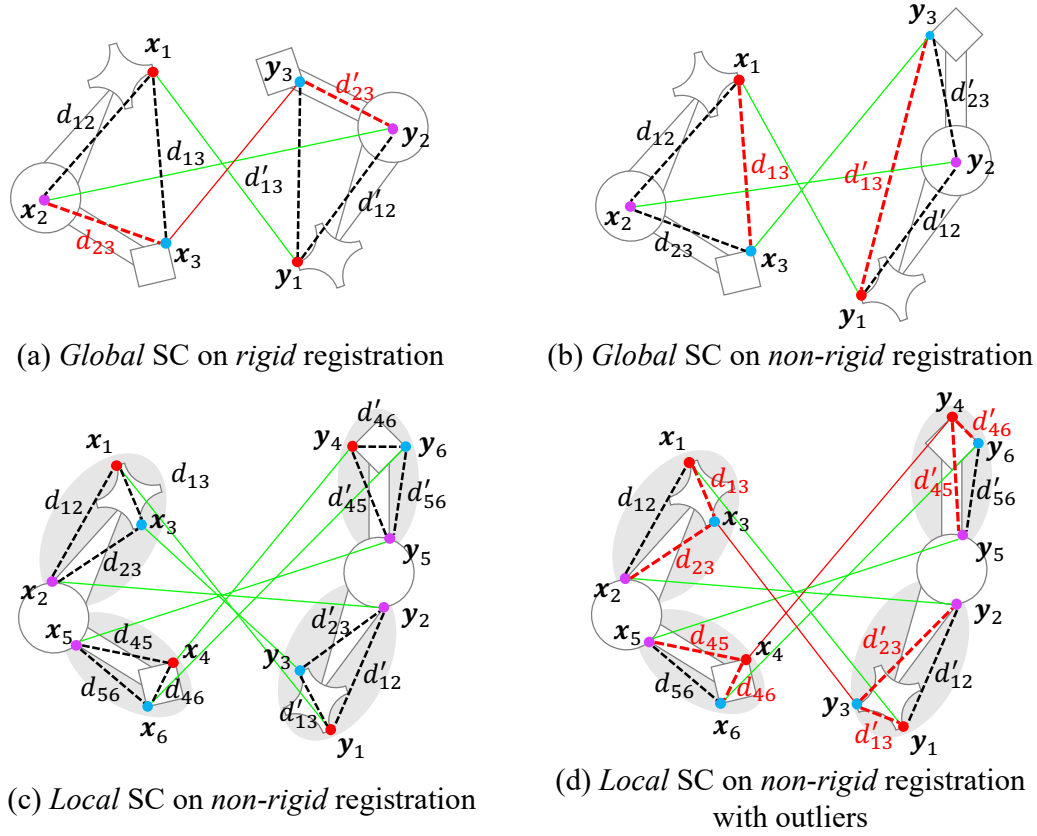 x₁
y₃
d′₂₃
d₁₂
d₁₃
d′₁₃
y₂
x₂
d′₁₂
d₂₃
x₃
y₁
(a) Global SC on rigid registration
y₃
x₁
d′₂₃
d₁₂
d₁₃
d′₁₃
y₂
x₂
d′₁₂
d₂₃
x₃
y₁
(b) Global SC on non-rigid registration
d′₄₆
x₁
y₄
y₆
d₁₃
d₁₂
d′₄₅
d′₅₆
x₃
d₂₃
y₅
x₂
y₂
x₅
d₄₅
x₄
d′₂₃
y₃
d′₁₂
d₅₆
d₄₆
d′₁₃
x₆
y₁
(c) Local SC on non-rigid registration
y₄
d′₄₆
x₁
y₆
d₁₃
d₁₂
d′₄₅
d′₅₆
x₃
d₂₃
y₅
x₂
y₂
x₅
d₄₅
x₄
d′₂₃
d′₁₂
d₅₆
d₄₆
y₃
x₆
d′₁₃
y₁
(d) Local SC on non-rigid registration
with outliers